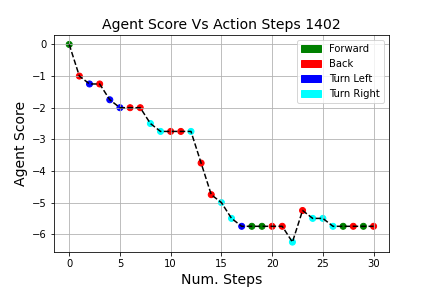 Agent Score Vs Action Steps 1402
Forward
Back
Turn Left
Turn Right
Agent Score
0
−1
−2
−3
−4
−5
−6
0 5 10 15 20 25 30
Num. Steps